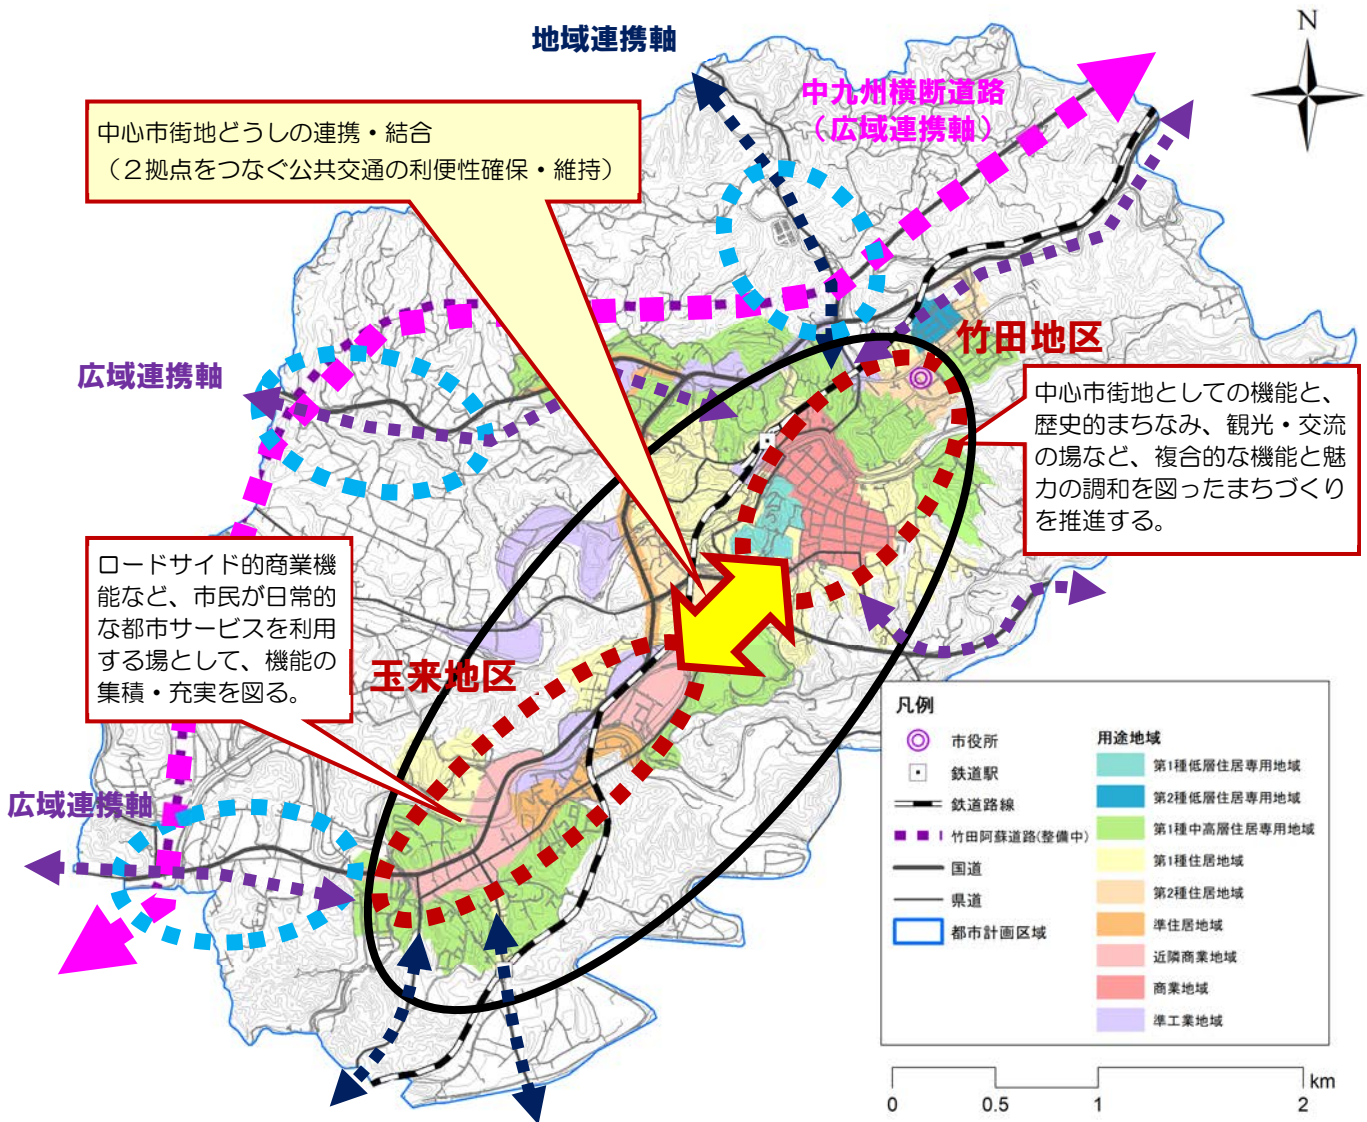 地域連携軸
N
中九州横断道路
（広域連携軸）
中心市街地どうしの連携・結合
（２拠点をつなぐ公共交通の利便性確保・維持）
竹田地区
広域連携軸
中心市街地としての機能と、
歴史的まちなみ、観光・交流
の場など、複合的な機能と魅
力の調和を図ったまちづくり
を推進する。
ロードサイド的商業機
能など、市民が日常的
な都市サービスを利用
する場として、機能の
集積・充実を図る。
玉来地区
広域連携軸
凡例
市役所
鉄道駅
鉄道路線
竹田阿蘇道路(整備中)
国道
県道
都市計画区域
用途地域
第1種低層住居専用地域
第2種低層住居専用地域
第1種中高層住居専用地域
第1種住居地域
第2種住居地域
準住居地域
近隣商業地域
商業地域
準工業地域
km
0 0.5 1 2